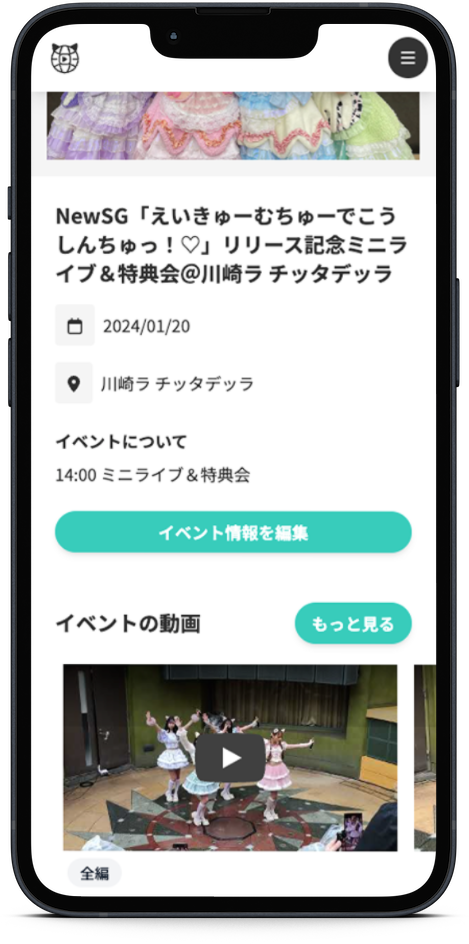 NewSG「えいきゅーむちゅーでこう
しんちゅっ！♡」リリース記念ミニラ
イブ＆特典会＠川崎ラ チッタデッラ
2024/01/20
川崎ラ チッタデッラ
イベントについて
14:00 ミニライブ＆特典会
イベント情報を編集
イベントの動画
もっと見る
全編